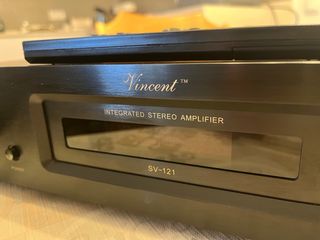 Vincent™
INTEGRATED STEREO AMPLIFIER
SV-121